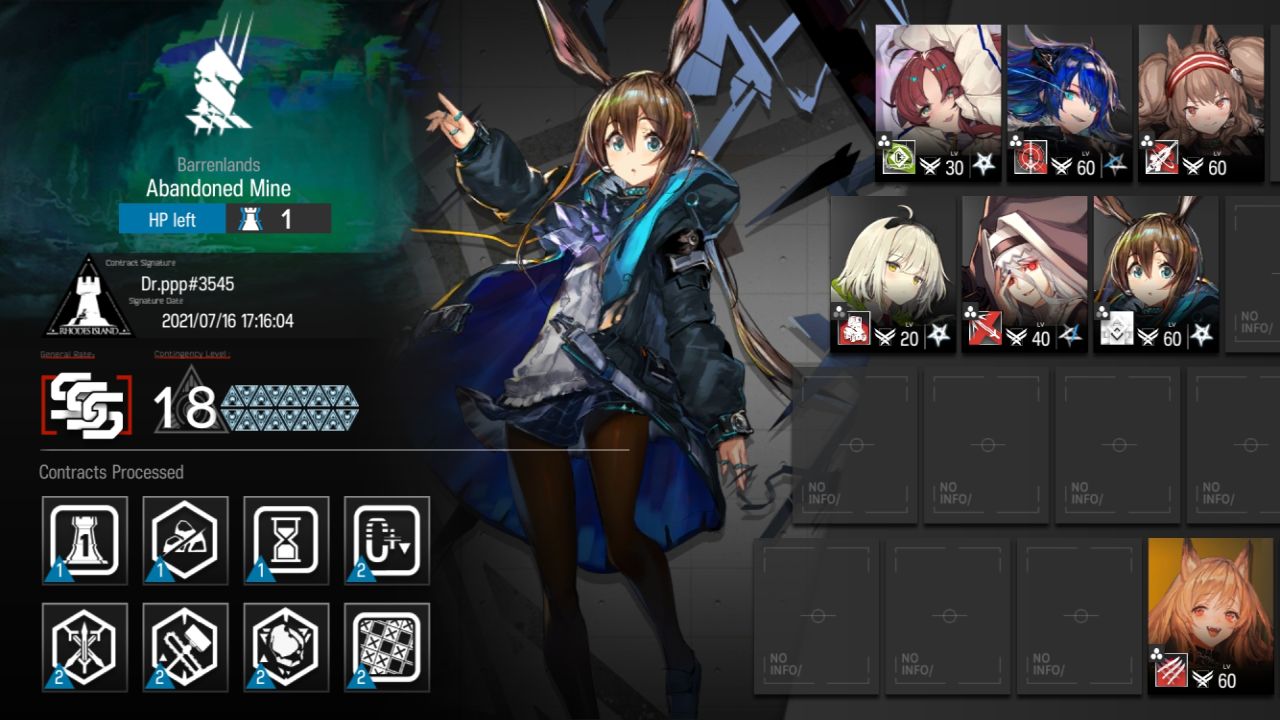 Barrenlands
Abandoned Mine
HP left 1
Contract Signature
Dr.ppp#3545
Signature Date
2021/07/16 17:16:04
RHODES ISLAND
General Rate:
Contingency Level:
SSS
18
Contracts Processed
1
1 1 1 2
2 2 2 2
LV 30
LV 60
LV 60
LV 20
LV 40
LV 60
NO INFO/
NO INFO/
NO INFO/
NO INFO/
NO INFO/
NO INFO/
NO INFO/
NO INFO/
LV 60